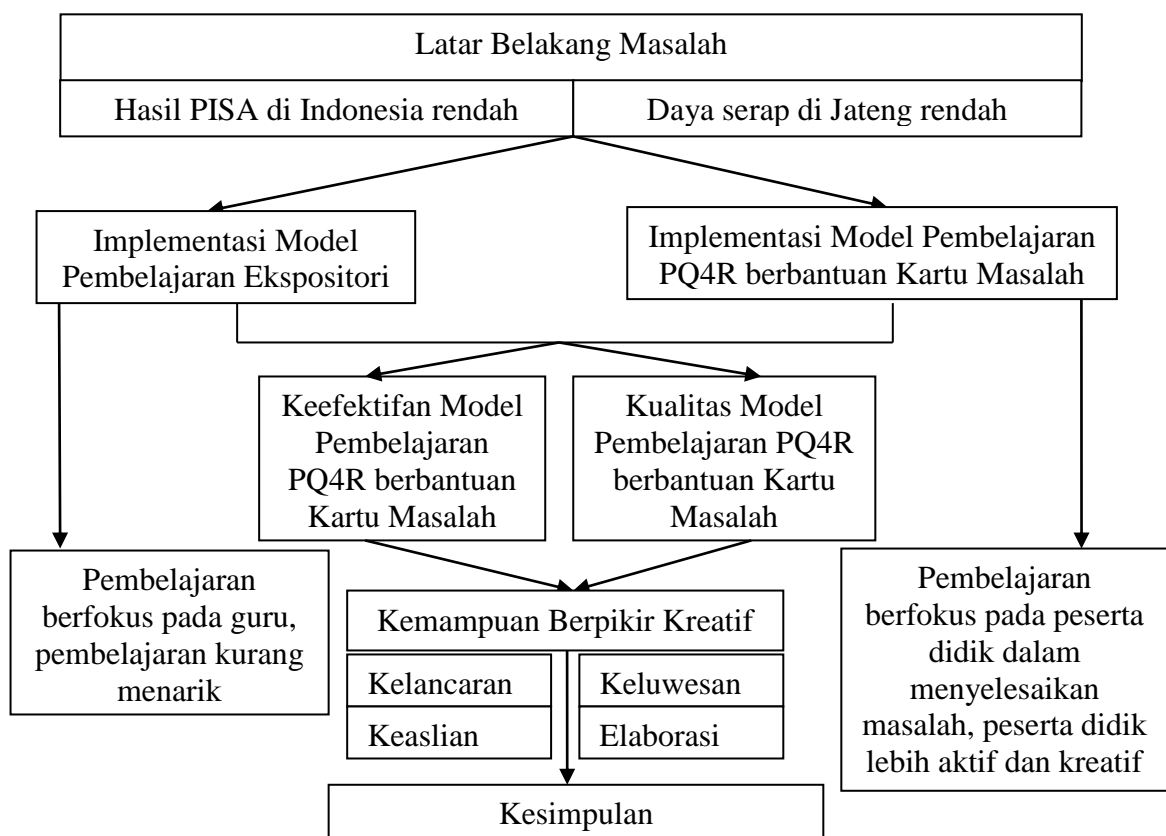 Latar Belakang Masalah
Hasil PISA di Indonesia rendah
Daya serap di Jateng rendah
Implementasi Model
Pembelajaran Ekspositori
Implementasi Model Pembelajaran
PQ4R berbantuan Kartu Masalah
Keefektifan Model
Pembelajaran
PQ4R berbantuan
Kartu Masalah
Kualitas Model
Pembelajaran PQ4R
berbantuan Kartu
Masalah
Pembelajaran
berfokus pada guru,
pembelajaran kurang
menarik
Kemampuan Berpikir Kreatif
Kelancaran
Keluwesan
Keaslian
Elaborasi
Pembelajaran
berfokus pada peserta
didik dalam
menyelesaikan
masalah, peserta didik
lebih aktif dan kreatif
Kesimpulan